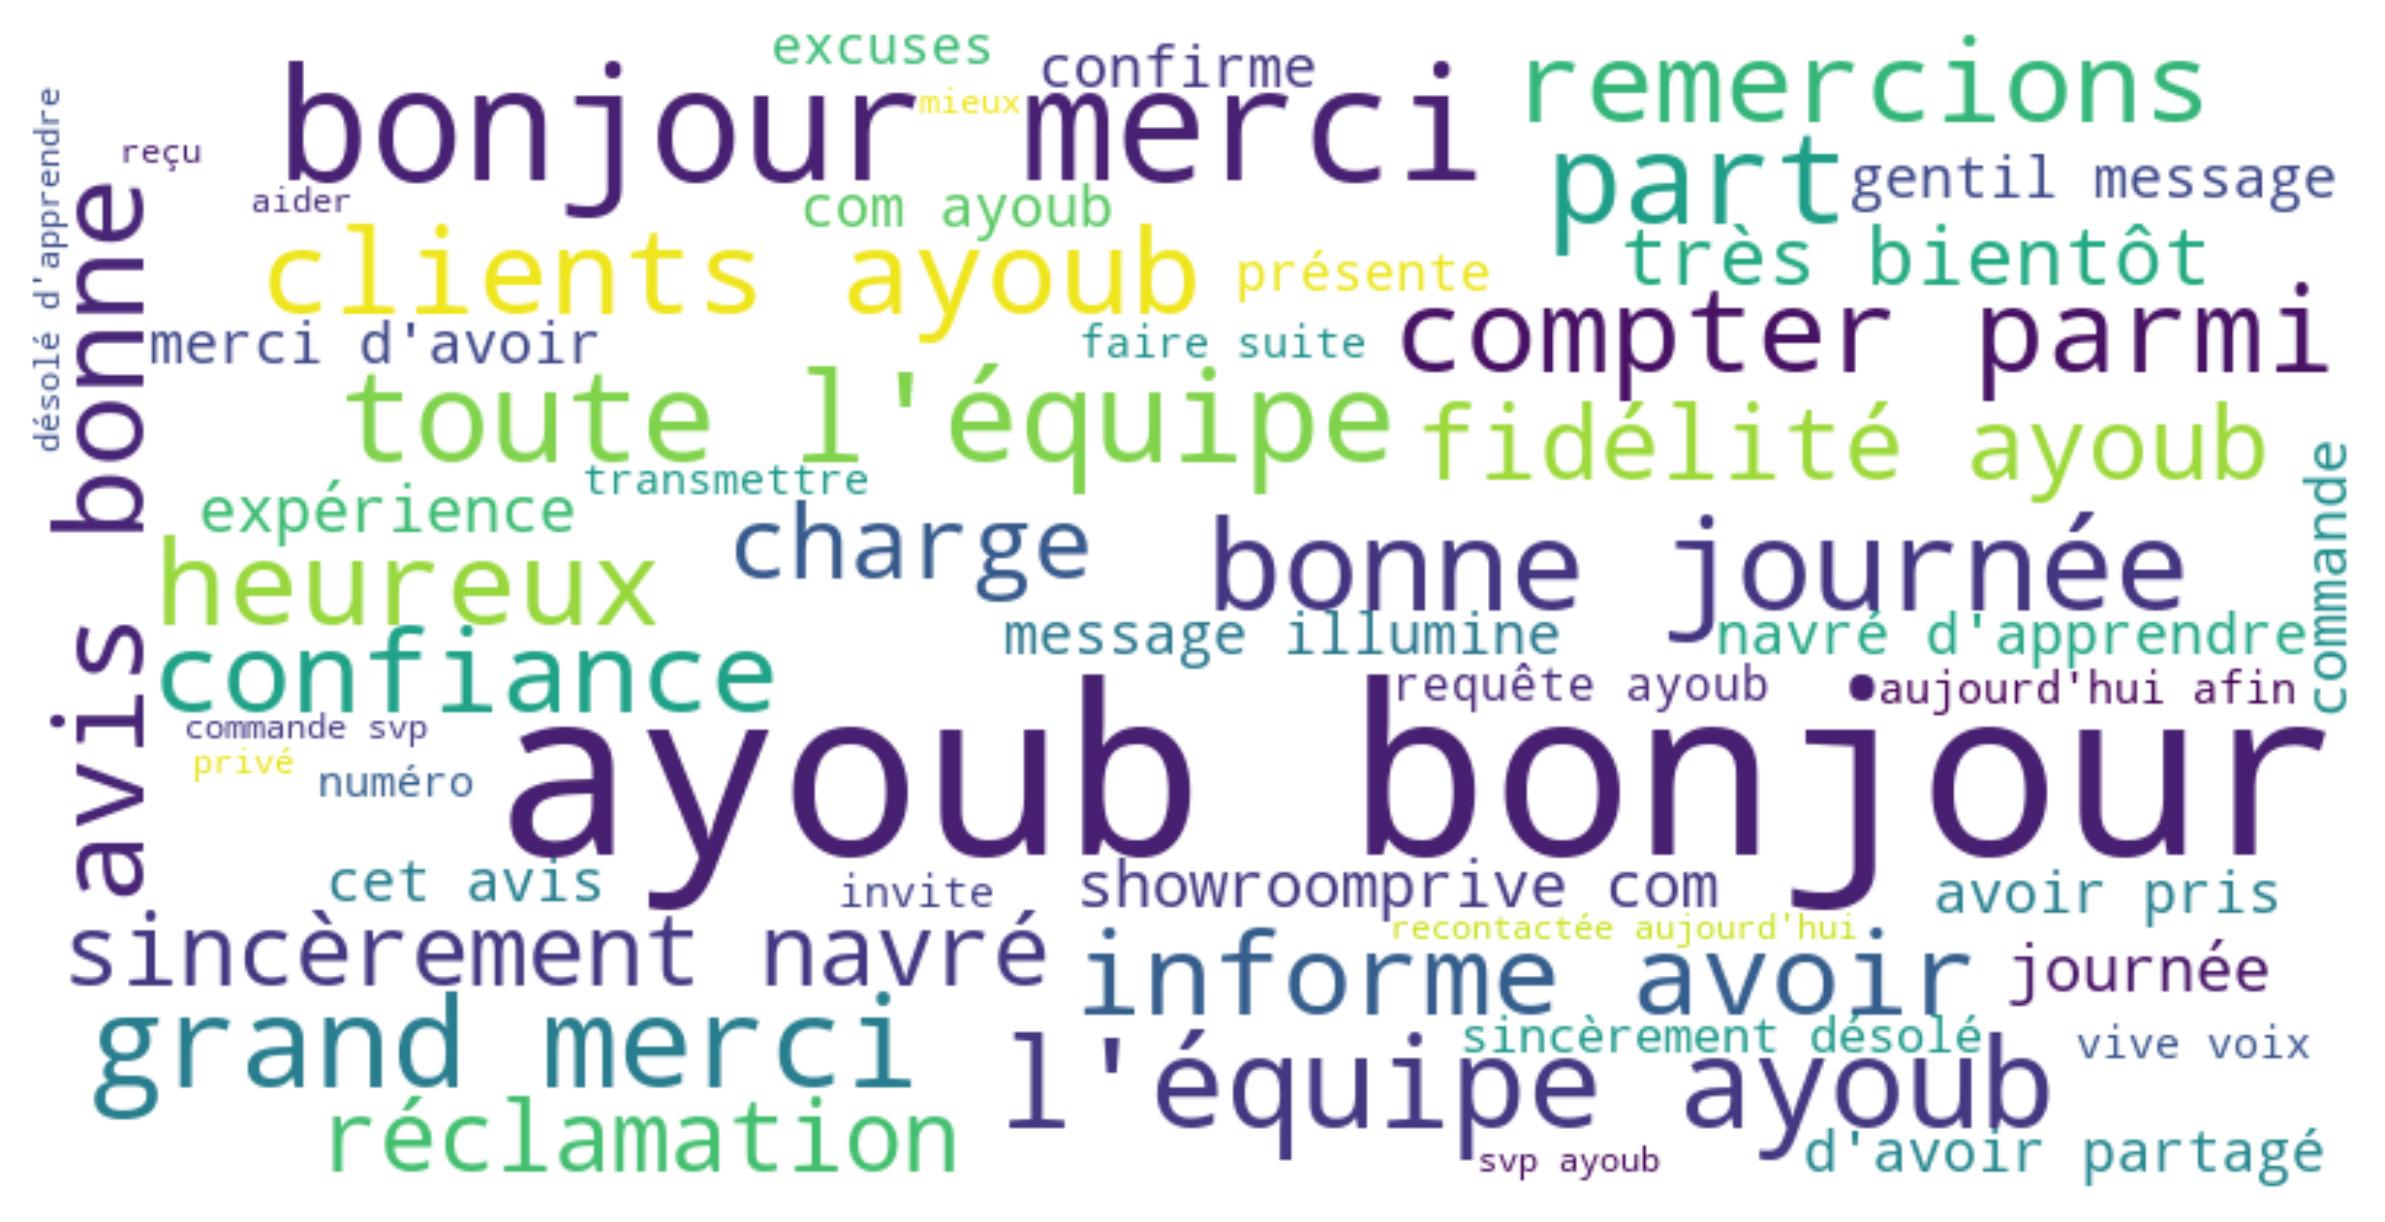 excuses
confirme
remercions
bonjour merci
mieux
reçu
part
gentil message
aider
com ayoub
désolé d'apprendre
clients ayoub
présente
très bientôt
merci d'avoir
faire suite
compter parmi
toute l'équipe
fidélité ayoub
transmettre
expérience
charge
bonne journée
commande
heureux
message illumine
navré d'apprendre
confiance
avis bonne
requête ayoub
aujourd'hui afin
commande svp
privé
numéro
ayoub bonjour
cet avis
invite
showroomprive com
avoir pris
recontactée aujourd'hui
sincèrement navré
informe avoir
journée
grand merci
sincèrement désolé
vive voix
l'équipe ayoub
réclamation
svp ayoub
d'avoir partagé